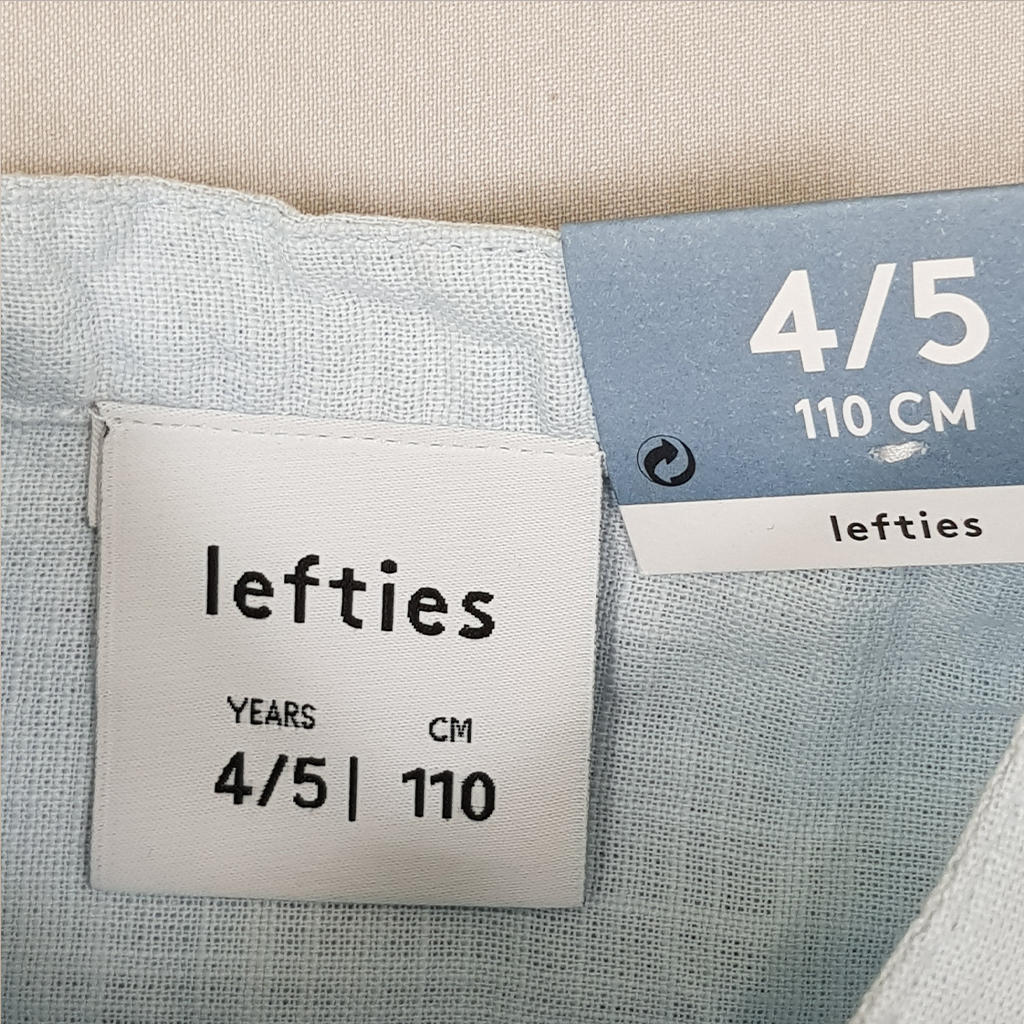 4/5
110 CM
lefties
lefties
YEARS CM
4/5| 110